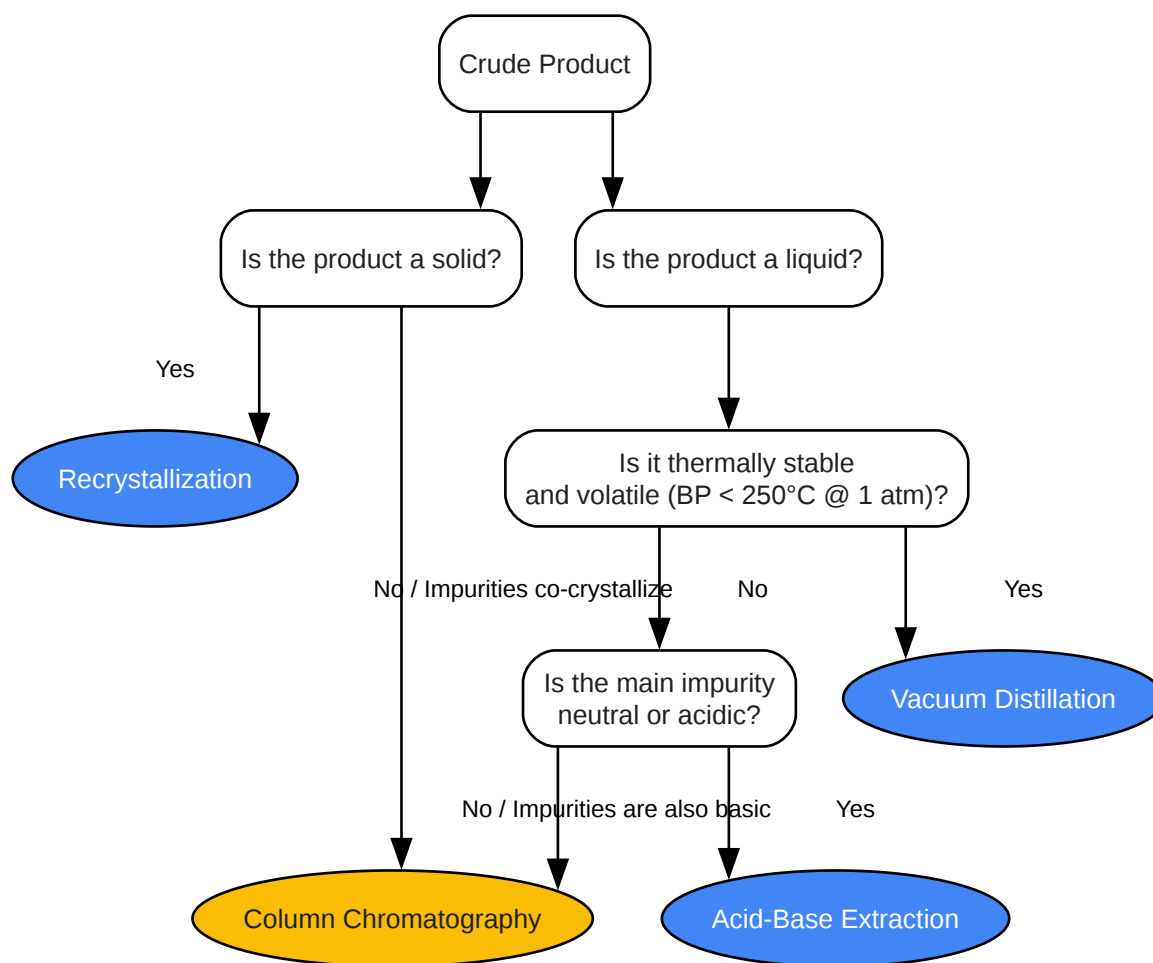 Crude Product
Is the product a solid?
Is the product a liquid?
Yes
Recrystallization
Is it thermally stable
and volatile (BP < 250°C @ 1 atm)?
No / Impurities co-crystallize
No
Yes
Is the main impurity
neutral or acidic?
Vacuum Distillation
No / Impurities are also basic
Yes
Column Chromatography
Acid-Base Extraction